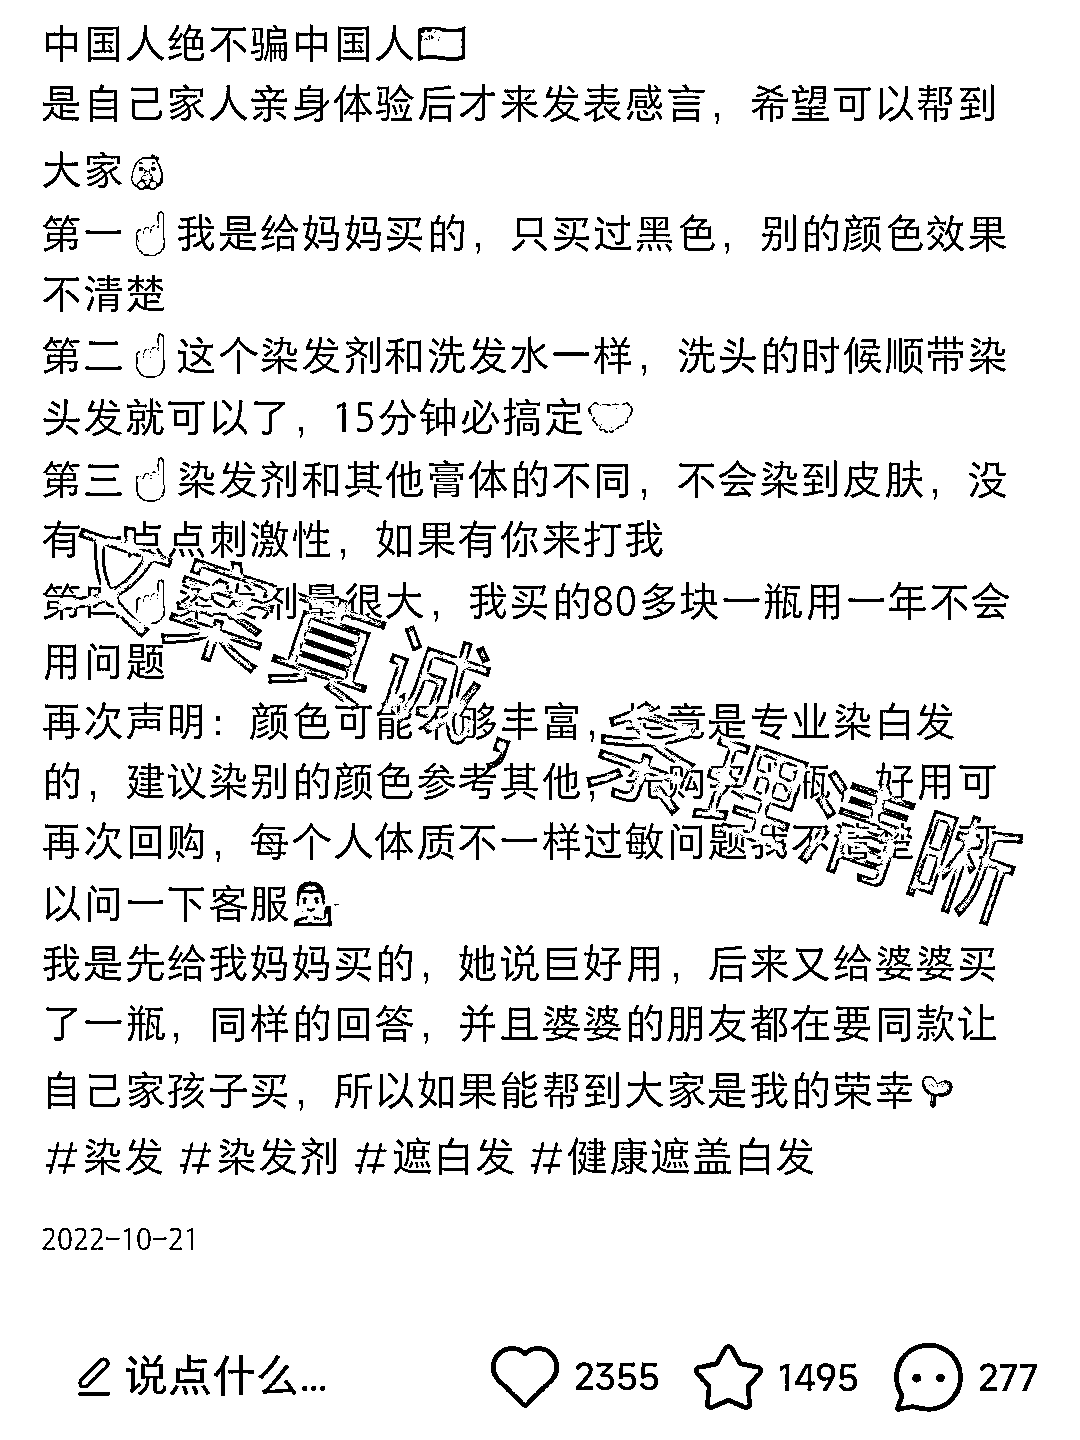 中国人绝不骗中国人
是自己家人亲身体验后才来发表感言，希望可以帮到
大家
第一☝我是给妈妈买的，只买过黑色，别的颜色效果
不清楚
第二☝这个染发剂和洗发水一样，洗头的时候顺带染
头发就可以了，15分钟必搞定
第三☝染发剂和其他膏体的不同，不会染到皮肤，没
有一点点刺激性，如果有你来打我
第四☝ 剂量很大，我买的80多块一瓶用一年不会
用问题
再次声明：颜色可能不够丰富， 竟是专业染白发
的，建议染别的颜色参考其他， 购 瓶，好用可
再次回购，每个人体质不一样过敏问题我不清楚
以问一下客服
我是先给我妈妈买的，她说巨好用，后来又给婆婆买
了一瓶，同样的回答，并且婆婆的朋友都在要同款让
自己家孩子买，所以如果能帮到大家是我的荣幸
#染发 #染发剂 #遮白发 #健康遮盖白发
文案真诚，条理清晰
2022-10-21
说点什么... 2355 1495 277